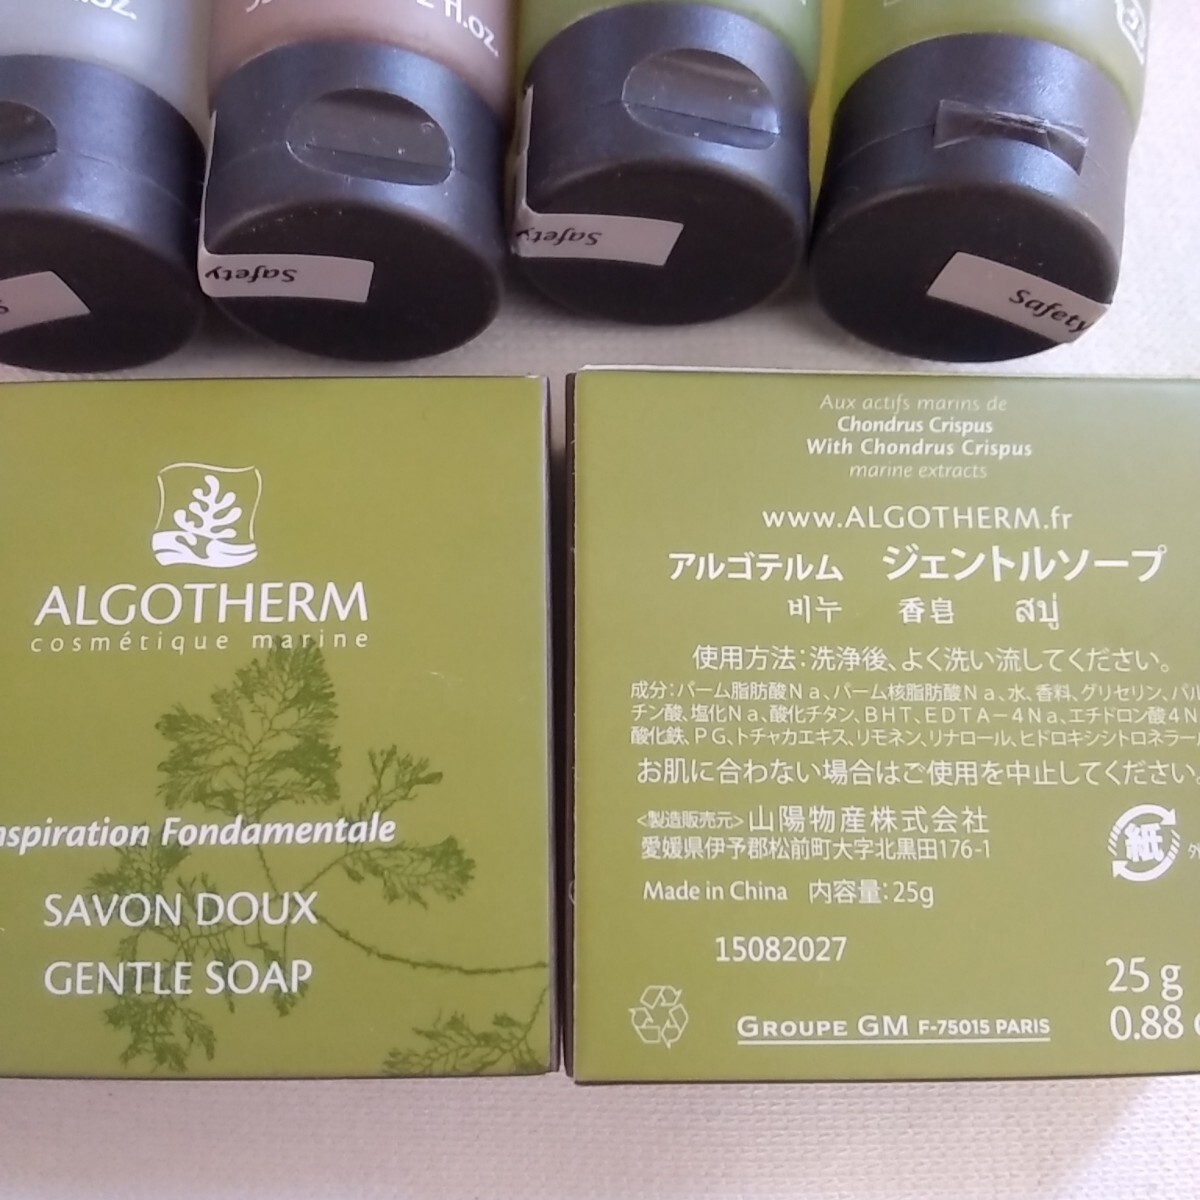 fl.oz.
Safety
Safety
Safety
ALGOTHERM
cosmétique marine
Inspiration Fondamentale
SAVON DOUX
GENTLE SOAP
Aux actifs marins de
Chondrus Crispus
With Chondrus Crispus
marine extracts
www.ALGOTHERM.fr
アルゴテルム ジェントルソープ
비누 香皂 สบู่
使用方法:洗浄後、よく洗い流してください。
成分:パーム脂肪酸Na、パーム核脂肪酸Na、水、香料、グリセリン、パル
チン酸、塩化Na、酸化チタン、BHT、EDTA-4Na、エチドロン酸4N
酸化鉄、PG、トチャカエキス、リモネン、リナロール、ヒドロキシシトロネラール
お肌に合わない場合はご使用を中止してください。
<製造販売元>山陽物産株式会社
愛媛県伊予郡松前町大字北黒田176-1
紙
外
Made in China 内容量:25g
15082027
25 g
0.88
GROUPE GM F-75015 PARIS